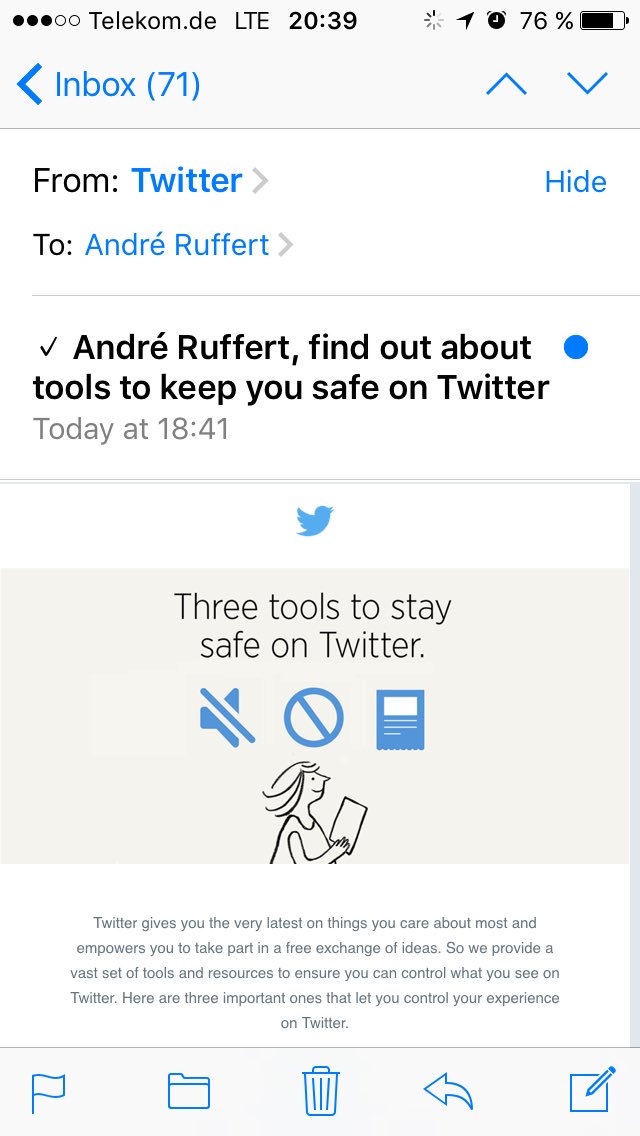 Telekom.de LTE 20:39 76 %
Inbox (71)
From: Twitter Hide
To: André Ruffert
✓ André Ruffert, find out about
tools to keep you safe on Twitter
Today at 18:41
Three tools to stay
safe on Twitter.
Twitter gives you the very latest on things you care about most and
empowers you to take part in a free exchange of ideas. So we provide a
vast set of tools and resources to ensure you can control what you see on
Twitter. Here are three important ones that let you control your experience
on Twitter.